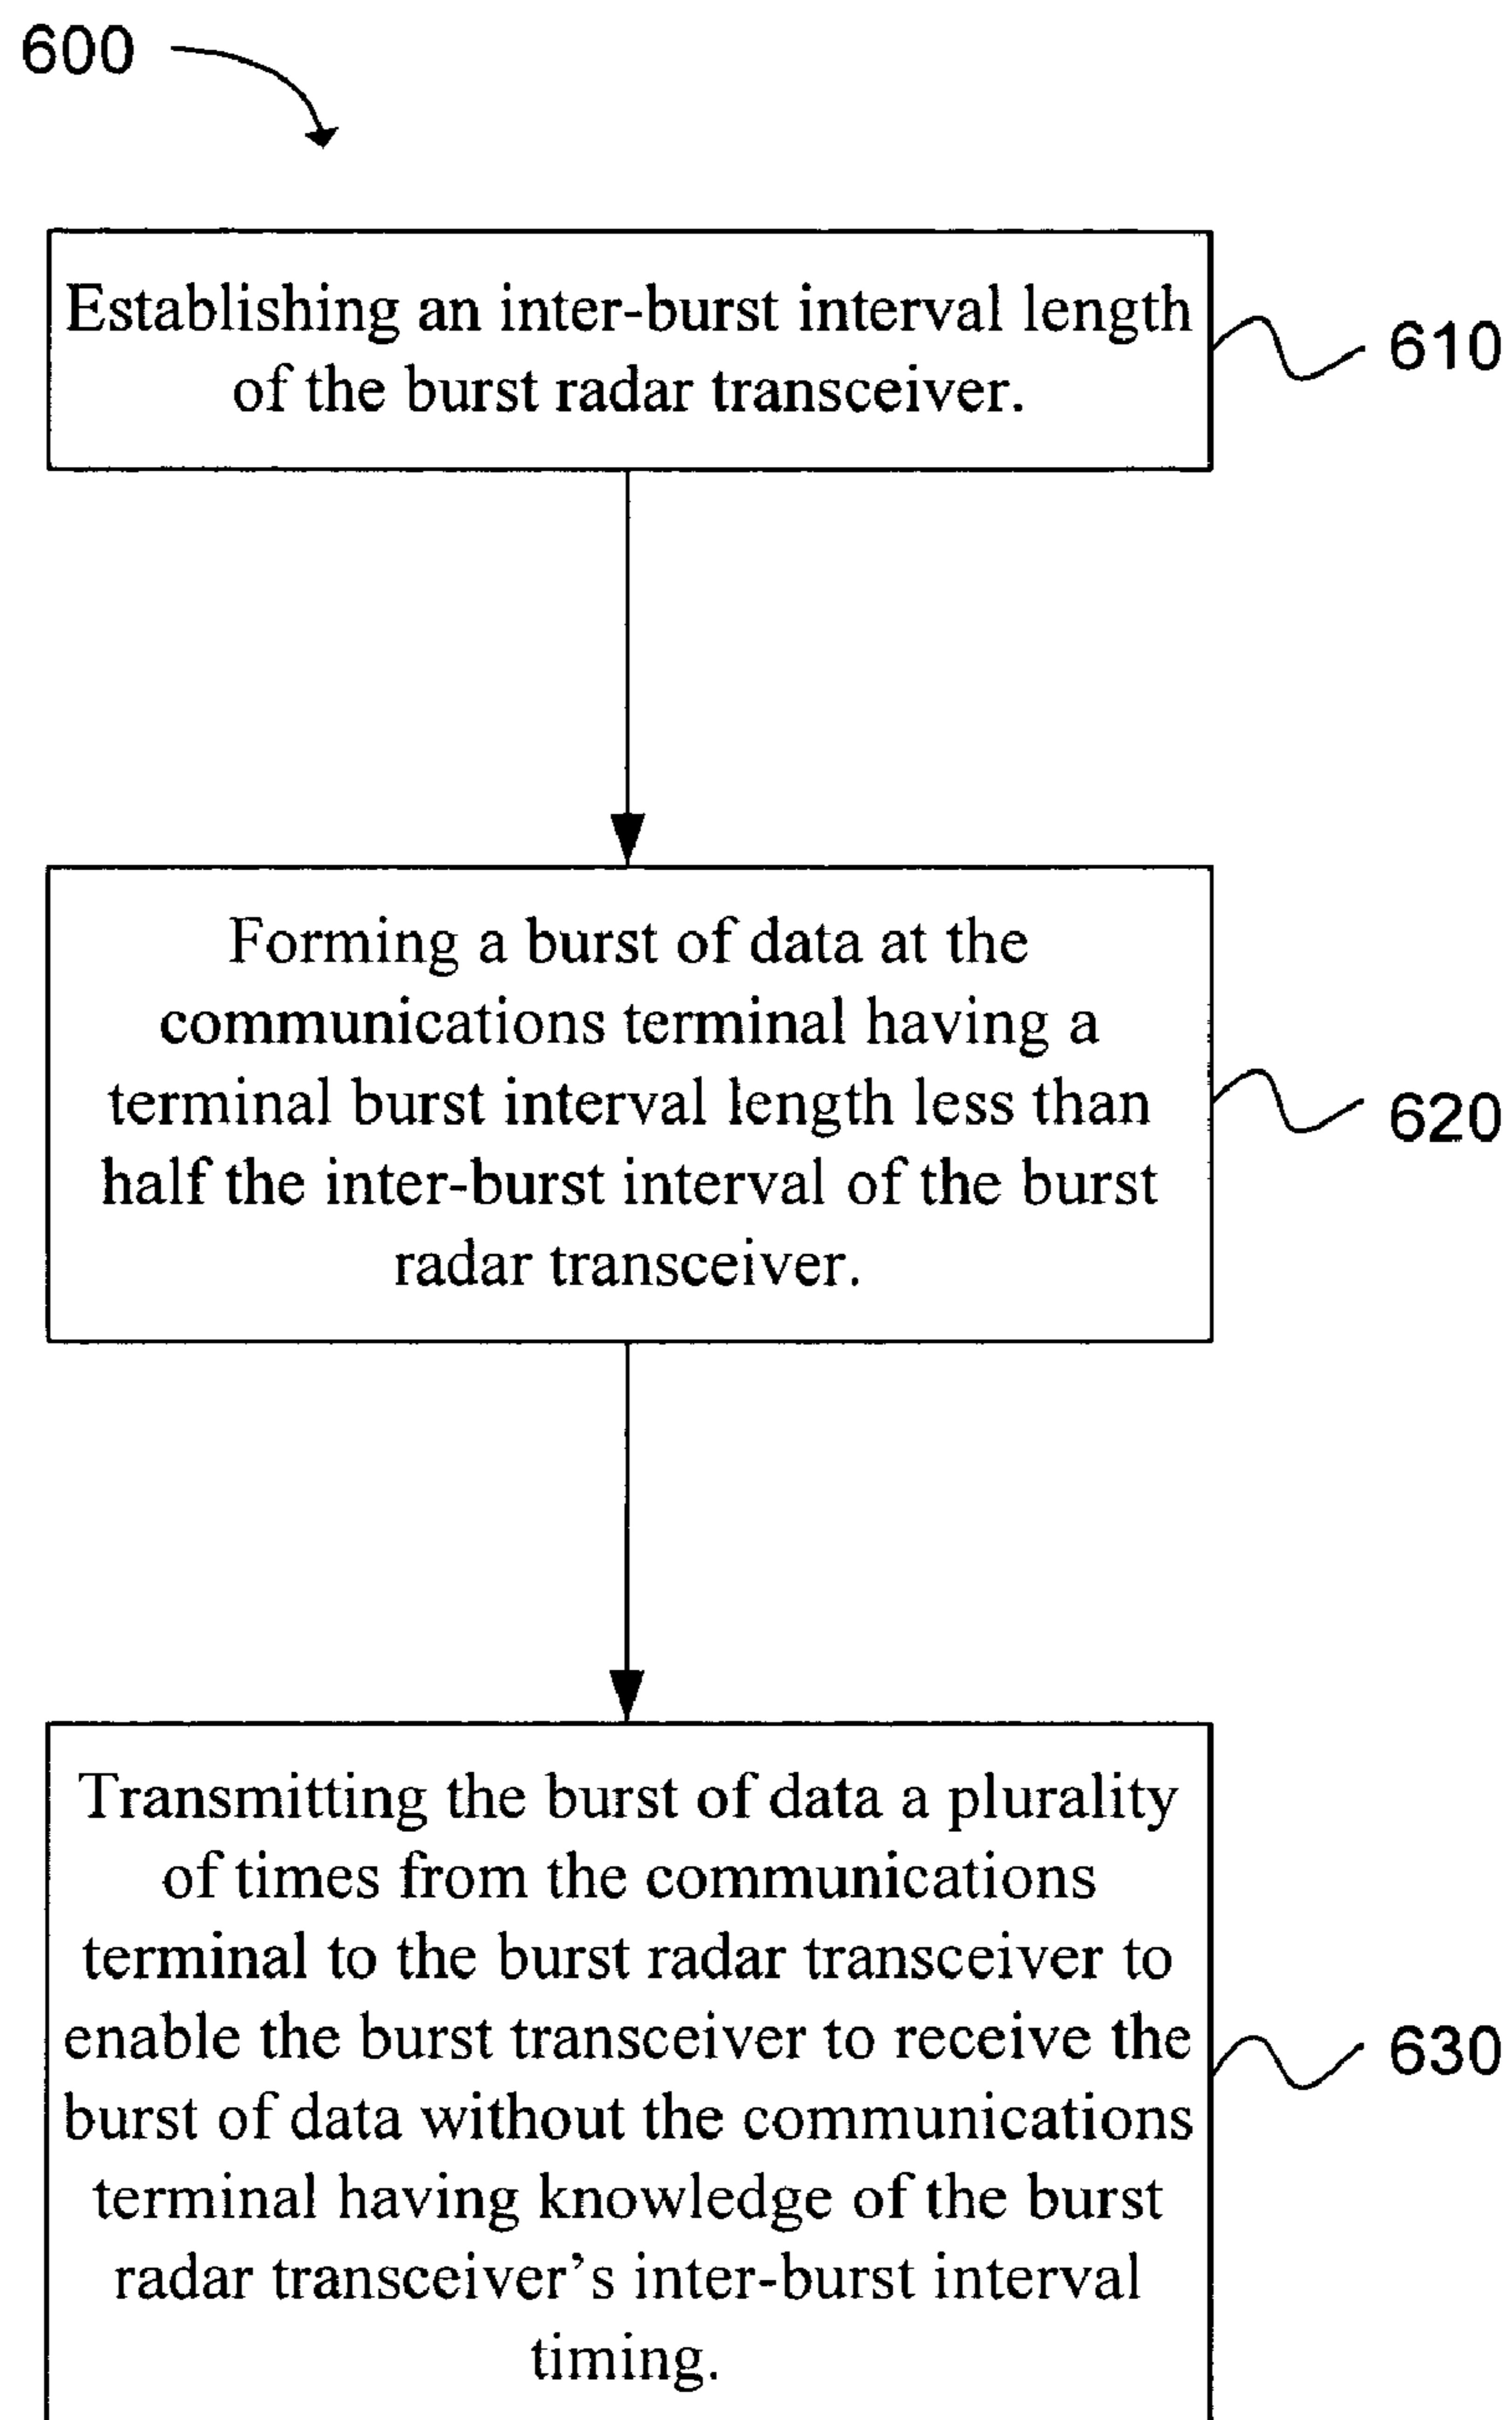 600
Establishing an inter-burst interval length
of the burst radar transceiver.
610
Forming a burst of data at the
communications terminal having a
terminal burst interval length less than
half the inter-burst interval of the burst
radar transceiver.
620
Transmitting the burst of data a plurality
of times from the communications
terminal to the burst radar transceiver to
enable the burst transceiver to receive the
burst of data without the communications
terminal having knowledge of the burst
radar transceiver’s inter-burst interval
timing.
630